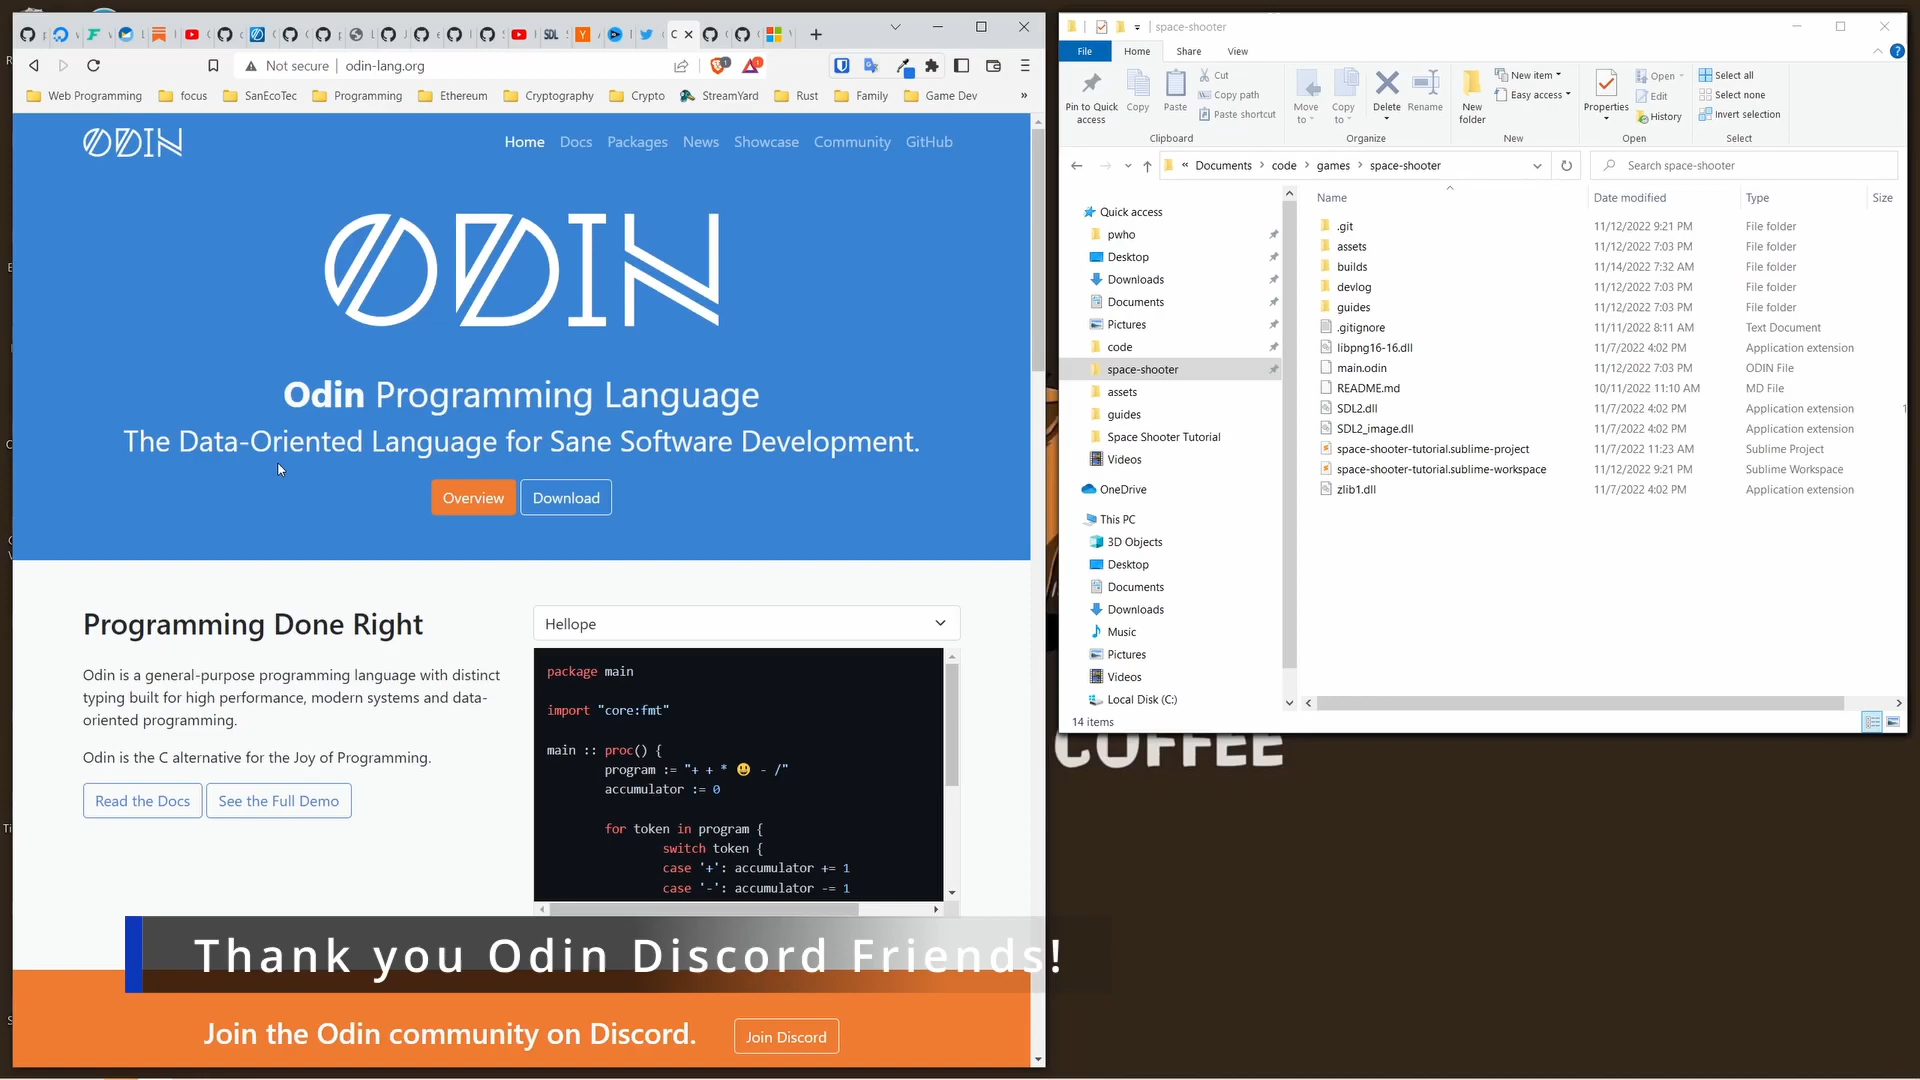 SDL
Not secure | odin-lang.org
Web Programming
focus
SanEcoTec
Programming
Ethereum
Cryptography
Crypto
StreamYard
Rust
Family
Game Dev
»
ODIN
Home
Docs
Packages
News
Showcase
Community
GitHub
ODIN
Odin Programming Language
The Data-Oriented Language for Sane Software Development.
Overview
Download
Programming Done Right
Odin is a general-purpose programming language with distinct
typing built for high performance, modern systems and data-
oriented programming.
Odin is the C alternative for the Joy of Programming.
Read the Docs
See the Full Demo
Hellope
package main
import "core:fmt"
main :: proc() {
program := "+ + * 😃 - /"
accumulator := 0
for token in program {
switch token {
case '+': accumulator += 1
case '-': accumulator -= 1
Thank you Odin Discord Friends!
Join the Odin community on Discord.
Join Discord
space-shooter
File
Home
Share
View
Pin to Quick
access
Copy
Paste
Cut
Copy path
Paste shortcut
Clipboard
Move
to
Copy
to
Delete
Rename
Organize
New
folder
New item
Easy access
New
Properties
Open
Edit
History
Open
Select all
Select none
Invert selection
Select
« Documents > code > games > space-shooter
Search space-shooter
Quick access
pwho
Desktop
Downloads
Documents
Pictures
code
space-shooter
assets
guides
Space Shooter Tutorial
Videos
OneDrive
This PC
3D Objects
Desktop
Documents
Downloads
Music
Pictures
Videos
Local Disk (C:)
Name Date modified Type Size
.git 11/12/2022 9:21 PM File folder
assets 11/12/2022 7:03 PM File folder
builds 11/14/2022 7:32 AM File folder
devlog 11/12/2022 7:03 PM File folder
guides 11/12/2022 7:03 PM File folder
.gitignore 11/11/2022 8:11 AM Text Document
libpng16-16.dll 11/7/2022 4:02 PM Application extension
main.odin 11/12/2022 7:03 PM ODIN File
README.md 10/11/2022 11:10 AM MD File
SDL2.dll 11/7/2022 4:02 PM Application extension
SDL2_image.dll 11/7/2022 4:02 PM Application extension
space-shooter-tutorial.sublime-project 11/7/2022 11:23 AM Sublime Project
space-shooter-tutorial.sublime-workspace 11/12/2022 9:21 PM Sublime Workspace
zlib1.dll 11/7/2022 4:02 PM Application extension
14 items
COFFEE